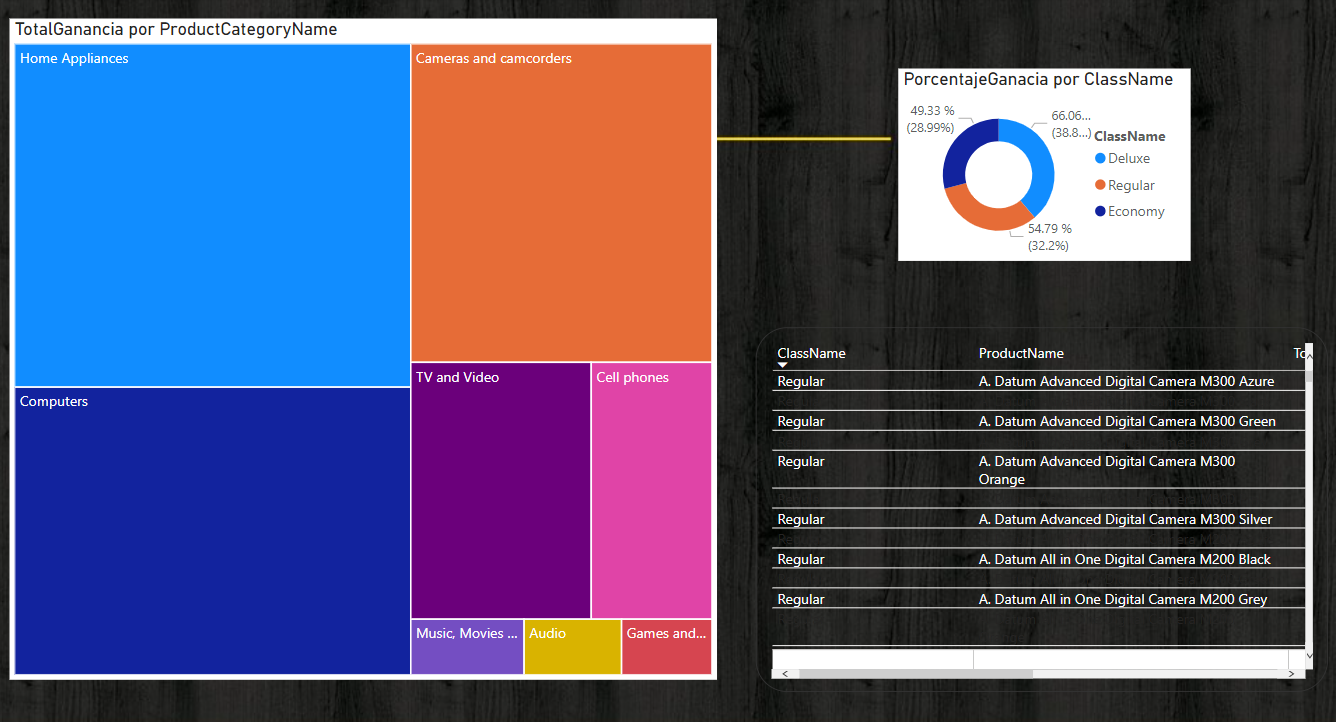 TotalGanancia por ProductCategoryName
Home Appliances
Cameras and camcorders
Computers
TV and Video
Cell phones
Music, Movies ...
Audio
Games and...
PorcentajeGanacia por ClassName
49.33 %
(28.99%)
66.06...
(38.8...)
54.79 %
(32.2%)
ClassName
Deluxe
Regular
Economy
ClassName ProductName To
Regular A. Datum Advanced Digital Camera M300 Azure
Regular A. Datum Advanced Digital Camera M300 Green
Regular A. Datum Advanced Digital Camera M300
Orange
Regular A. Datum Advanced Digital Camera M300 Silver
Regular A. Datum All in One Digital Camera M200 Black
Regular A. Datum All in One Digital Camera M200 Grey